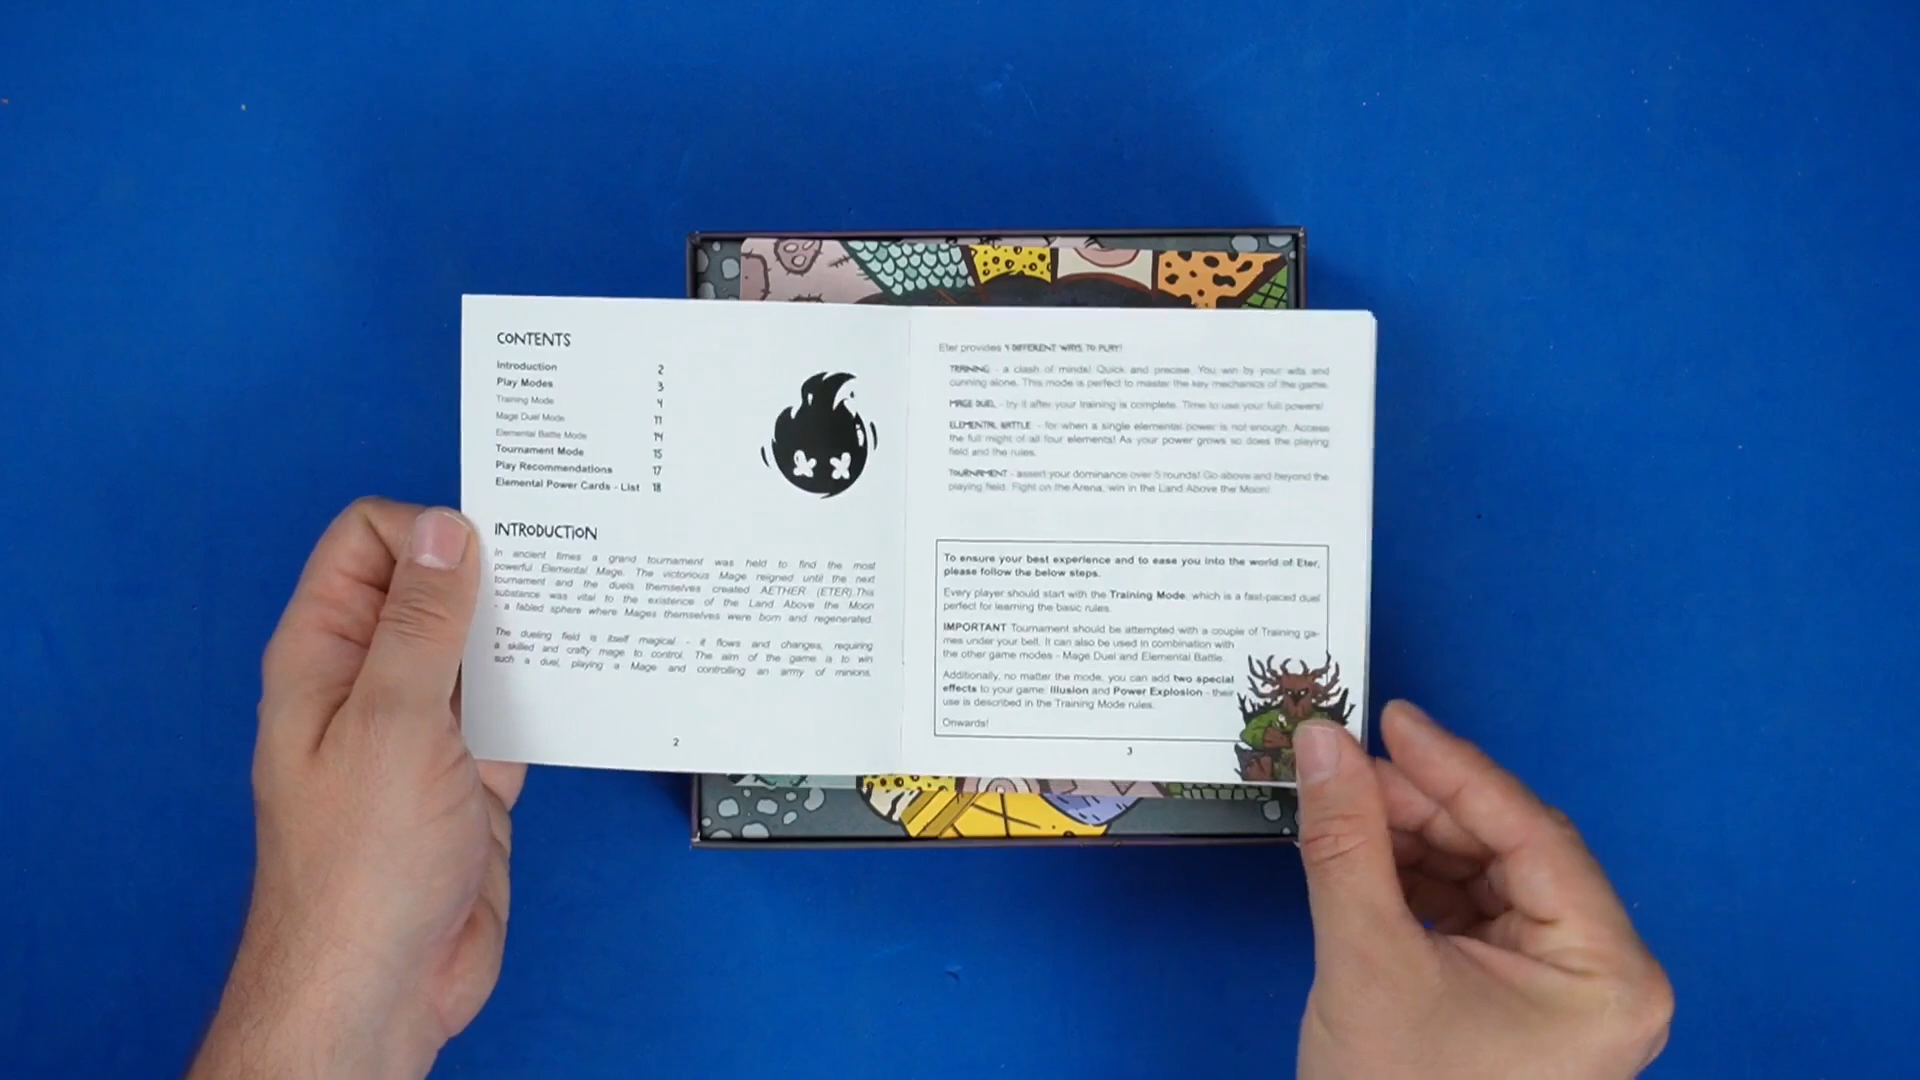 CONTENTS
Introduction 2
Play Modes 3
Training Mode 4
Mage Duel Mode 11
Elemental Battle Mode 14
Tournament Mode 15
Play Recommendations 17
Elemental Power Cards - List 18
INTRODUCTION
In ancient times a grand tournament was held to find the most
powerful Elemental Mage. The victorious Mage reigned until the next
tournament and the duels themselves created AETHER (ETER).This
substance was vital to the existence of the Land Above the Moon
- a fabled sphere where Mages themselves were born and regenerated.
The dueling field is itself magical - it flows and changes, requiring
a skilled and crafty mage to control. The aim of the game is to win
such a duel, playing a Mage and controlling an army of minions.
2
Eter provides 4 DIFFERENT WAYS TO PLAY!
TRAINING - a clash of minds! Quick and precise. You win by your wits and
cunning alone. This mode is perfect to master the key mechanics of the game.
MAGE DUEL - try it after your training is complete. Time to use your full powers!
ELEMENTAL BATTLE - for when a single elemental power is not enough. Access
the full might of all four elements! As your power grows so does the playing
field and the rules.
TOURNAMENT - assert your dominance over 5 rounds! Go above and beyond the
playing field. Fight on the Arena, win in the Land Above the Moon!
To ensure your best experience and to ease you into the world of Eter,
please follow the below steps.
Every player should start with the Training Mode, which is a fast-paced duel
perfect for learning the basic rules.
IMPORTANT Tournament should be attempted with a couple of Training ga-
mes under your belt. It can also be used in combination with
the other game modes - Mage Duel and Elemental Battle.
Additionally, no matter the mode, you can add two special
effects to your game: Illusion and Power Explosion - their
use is described in the Training Mode rules.
Onwards!
3